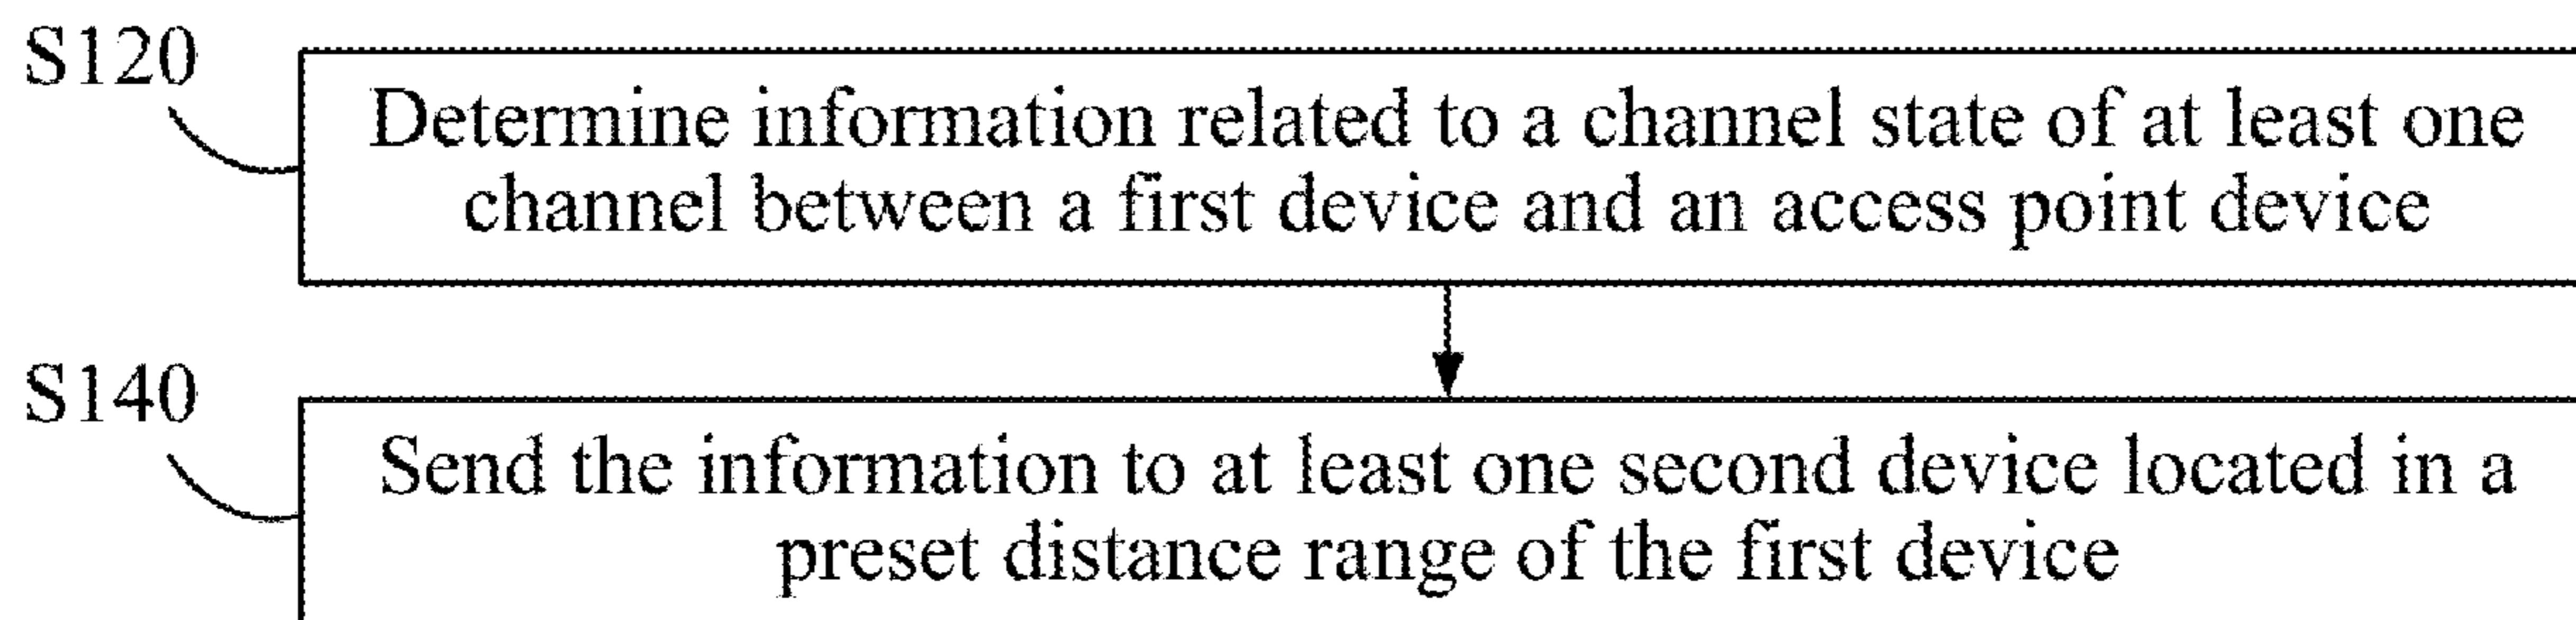 S120
Determine information related to a channel state of at least one
channel between a first device and an access point device
S140
Send the information to at least one second device located in a
preset distance range of the first device